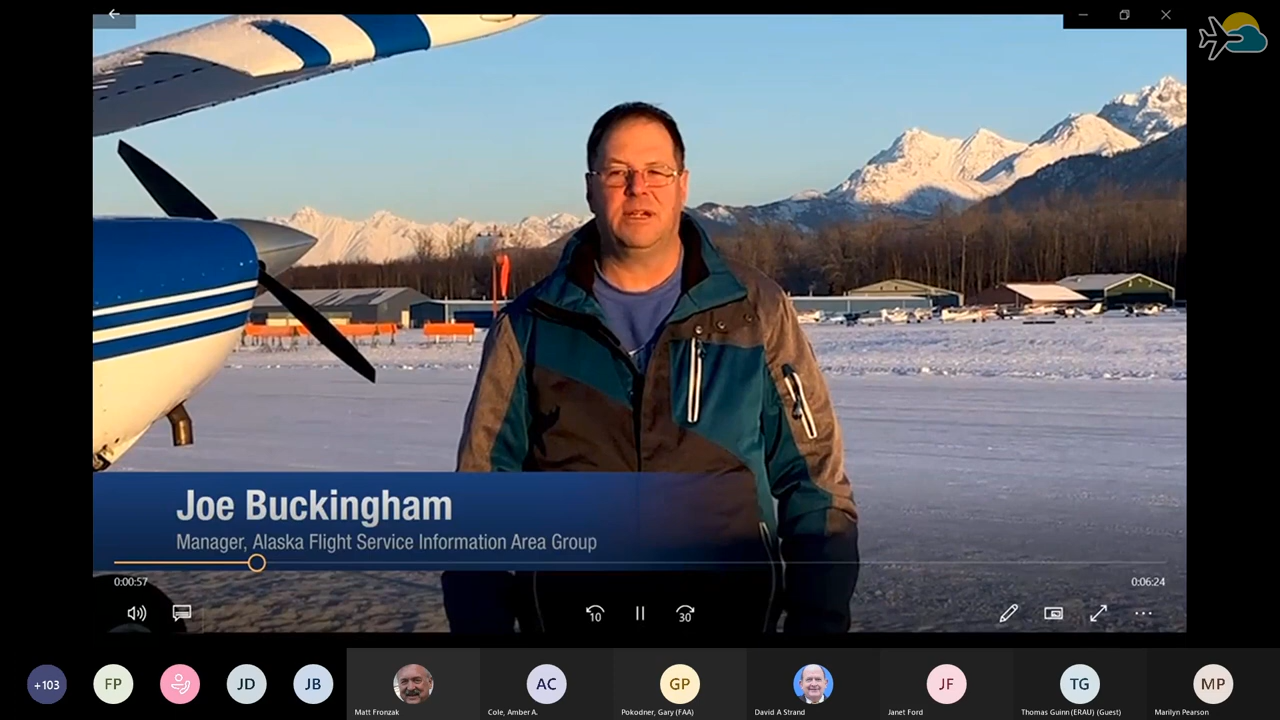 Joe Buckingham
Manager, Alaska Flight Service Information Area Group
0:00:57
0:06:24
10
30
+103
FP
JD
JB
AC
GP
JF
TG
MP
Matt Fronzak
Cole, Amber A.
Pokodner, Gary (FAA)
David A Strand
Janet Ford
Thomas Guinn (ERAU) (Guest)
Marilyn Pearson